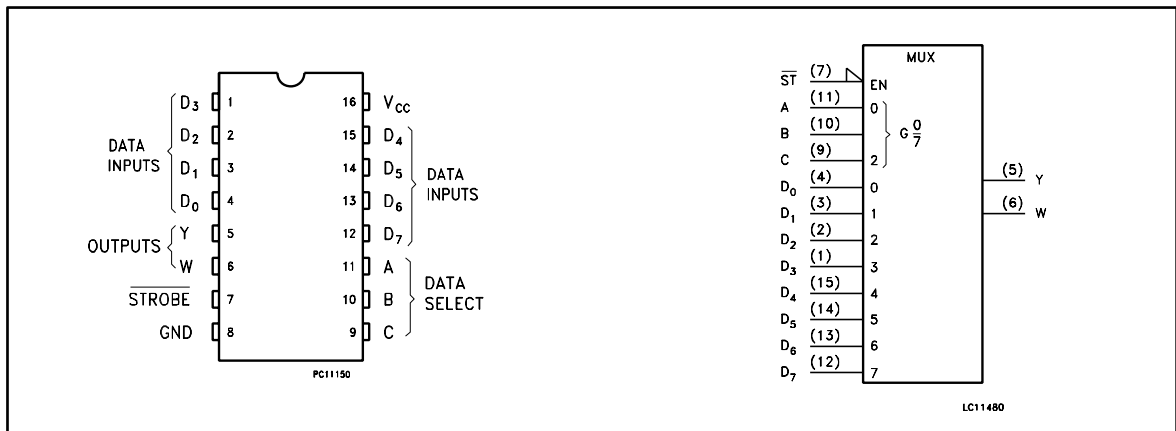 D3 1 16 VCC
D2 2 15 D4
DATA INPUTS
D1 3 14 D5
DATA INPUTS
D0 4 13 D6
Y 5 12 D7
OUTPUTS
W 6 11 A
STROBE 7 10 B
DATA SELECT
GND 8 9 C
PC11150
MUX
ST (7) EN
A (11) 0
B (10) G 0/7
C (9) 2
D0 (4) 0
D1 (3) 1
D2 (2) 2
D3 (1) 3
D4 (15) 4
D5 (14) 5
D6 (13) 6
D7 (12) 7
(5) Y
(6) W
LC11480